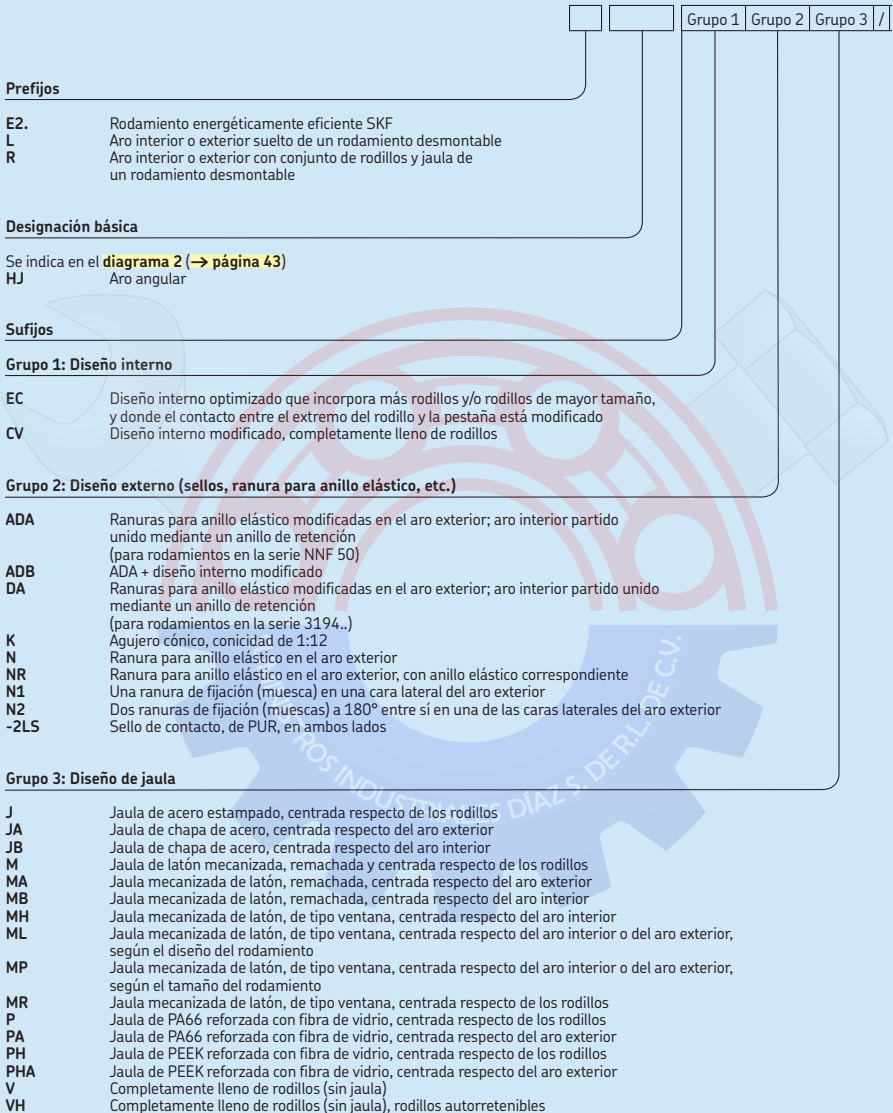 Grupo 1 Grupo 2 Grupo 3 /
Prefijos
E2. Rodamiento energéticamente eficiente SKF
L Aro interior o exterior suelto de un rodamiento desmontable
R Aro interior o exterior con conjunto de rodillos y jaula de
un rodamiento desmontable
Designación básica
Se indica en el diagrama 2 (→ página 43)
HJ Aro angular
Sufijos
Grupo 1: Diseño interno
EC Diseño interno optimizado que incorpora más rodillos y/o rodillos de mayor tamaño,
y donde el contacto entre el extremo del rodillo y la pestaña está modificado
CV Diseño interno modificado, completamente lleno de rodillos
Grupo 2: Diseño externo (sellos, ranura para anillo elástico, etc.)
ADA Ranuras para anillo elástico modificadas en el aro exterior; aro interior partido
unido mediante un anillo de retención
(para rodamientos en la serie NNF 50)
ADB ADA + diseño interno modificado
DA Ranuras para anillo elástico modificadas en el aro exterior; aro interior partido unido
mediante un anillo de retención
(para rodamientos en la serie 3194..)
K Agujero cónico, conicidad de 1:12
N Ranura para anillo elástico en el aro exterior
NR Ranura para anillo elástico en el aro exterior, con anillo elástico correspondiente
N1 Una ranura de fijación (muesca) en una cara lateral del aro exterior
N2 Dos ranuras de fijación (muescas) a 180° entre sí en una de las caras laterales del aro exterior
-2LS Sello de contacto, de PUR, en ambos lados
Grupo 3: Diseño de jaula
J Jaula de acero estampado, centrada respecto de los rodillos
JA Jaula de chapa de acero, centrada respecto del aro exterior
JB Jaula de chapa de acero, centrada respecto del aro interior
M Jaula de latón mecanizada, remachada y centrada respecto de los rodillos
MA Jaula mecanizada de latón, remachada, centrada respecto del aro exterior
MB Jaula mecanizada de latón, remachada, centrada respecto del aro interior
MH Jaula mecanizada de latón, de tipo ventana, centrada respecto del aro interior
ML Jaula mecanizada de latón, de tipo ventana, centrada respecto del aro interior o del aro exterior,
según el diseño del rodamiento
MP Jaula mecanizada de latón, de tipo ventana, centrada respecto del aro interior o del aro exterior,
según el tamaño del rodamiento
MR Jaula mecanizada de latón, de tipo ventana, centrada respecto de los rodillos
P Jaula de PA66 reforzada con fibra de vidrio, centrada respecto de los rodillos
PA Jaula de PA66 reforzada con fibra de vidrio, centrada respecto del aro exterior
PH Jaula de PEEK reforzada con fibra de vidrio, centrada respecto de los rodillos
PHA Jaula de PEEK reforzada con fibra de vidrio, centrada respecto del aro exterior
V Completamente lleno de rodillos (sin jaula)
VH Completamente lleno de rodillos (sin jaula), rodillos autorretenibles
INDUSTRIALES DÍAZ S. DE R.L. DE C.V.